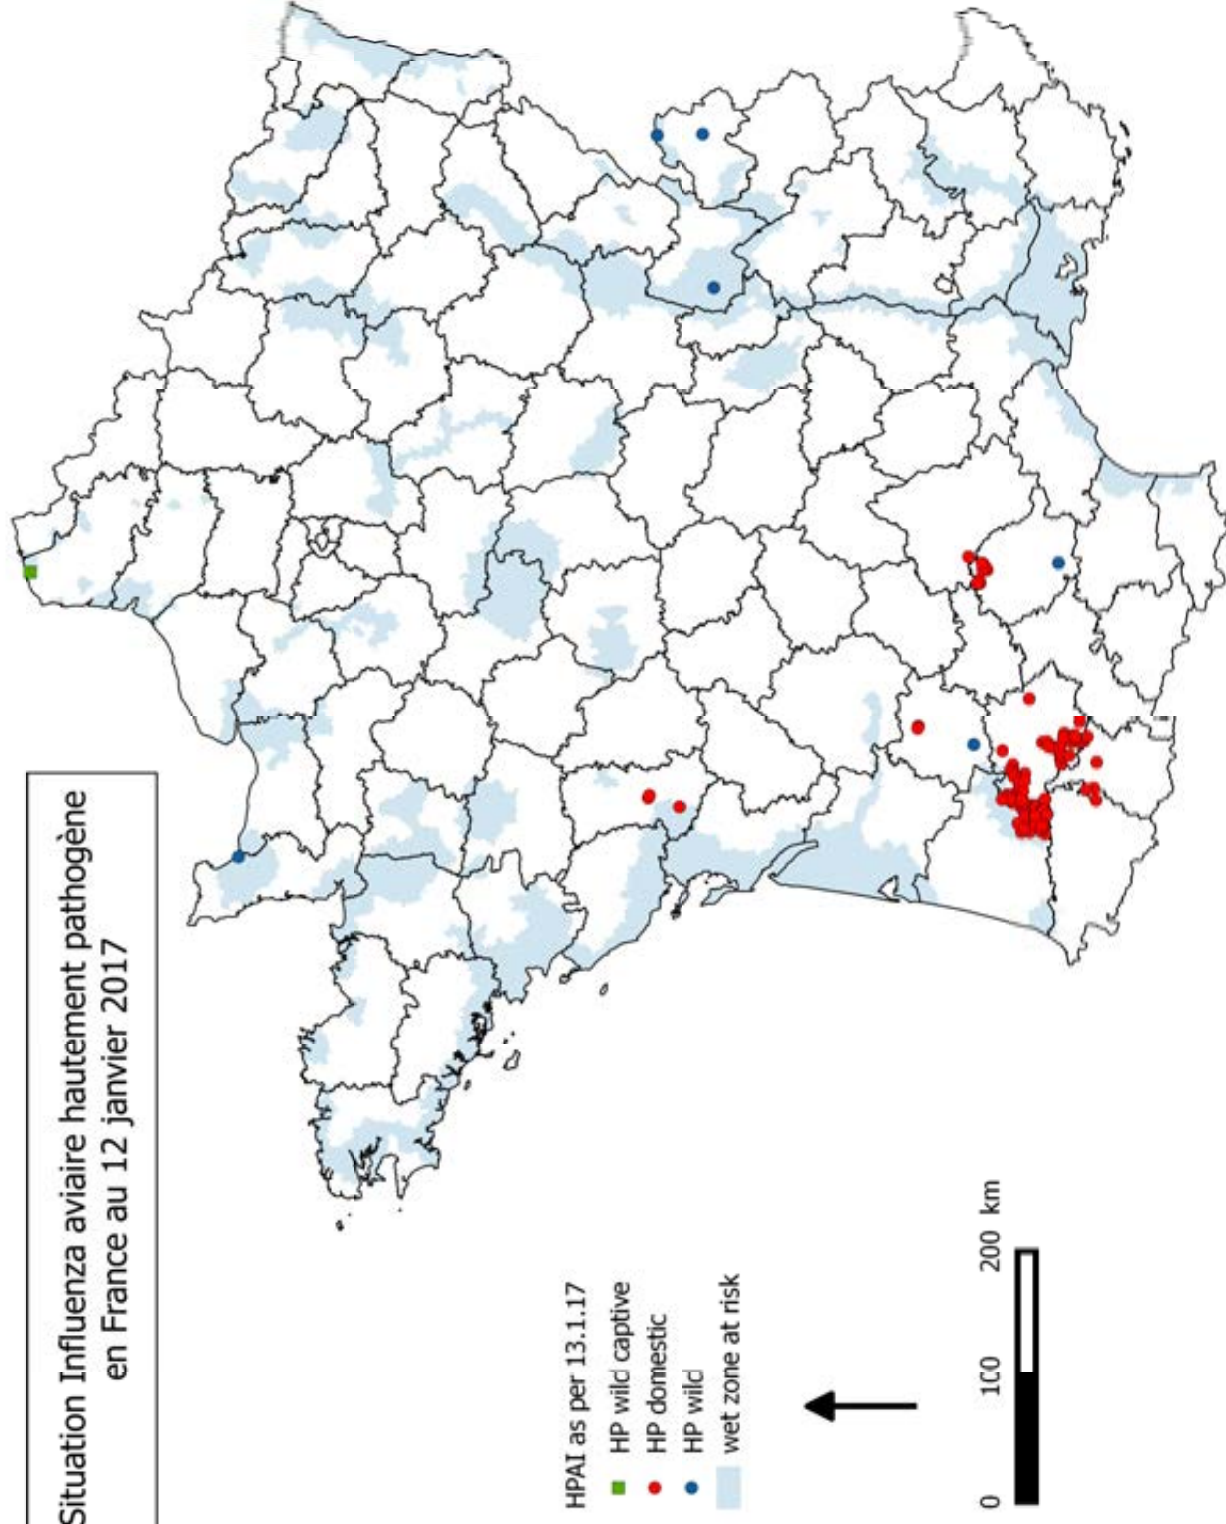 Situation Influenza aviaire hautement pathogène
en France au 12 janvier 2017
HPAI as per 13.1.17
HP wild captive
HP domestic
HP wild
wet zone at risk
0 100 200 km